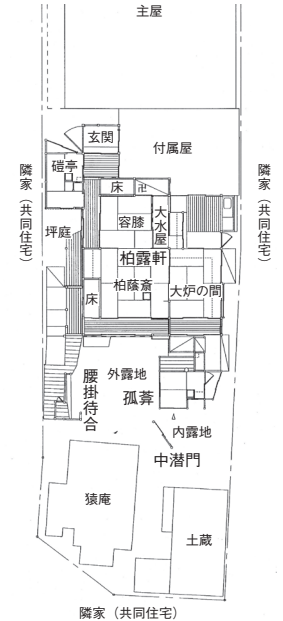 主屋
玄関
付属屋
磑亭
隣家（共同住宅）
隣家（共同住宅）
床
卍
容膝
大水屋
坪庭
柏露軒
柏蔭斎
大炉の間
床
外露地
腰掛待合
孤葊
内露地
中潜門
猿庵
土蔵
隣家（共同住宅）